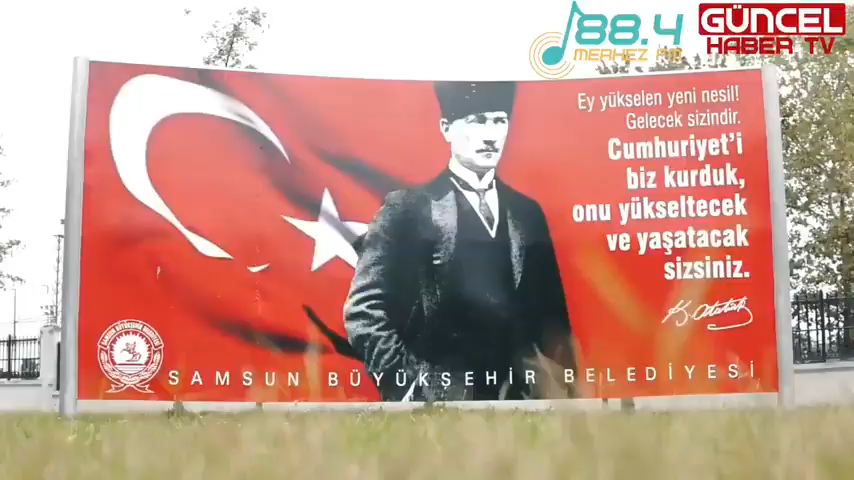 88.4
MERKEZ FM
GÜNCEL
HABER TV
Ey yükselen yeni nesil!
Gelecek sizindir.
Cumhuriyet'i
biz kurduk,
onu yükseltecek
ve yaşatacak
sizsiniz.
K. Atatürk
SAMSUN BÜYÜKŞEHİR BELEDİYESİ